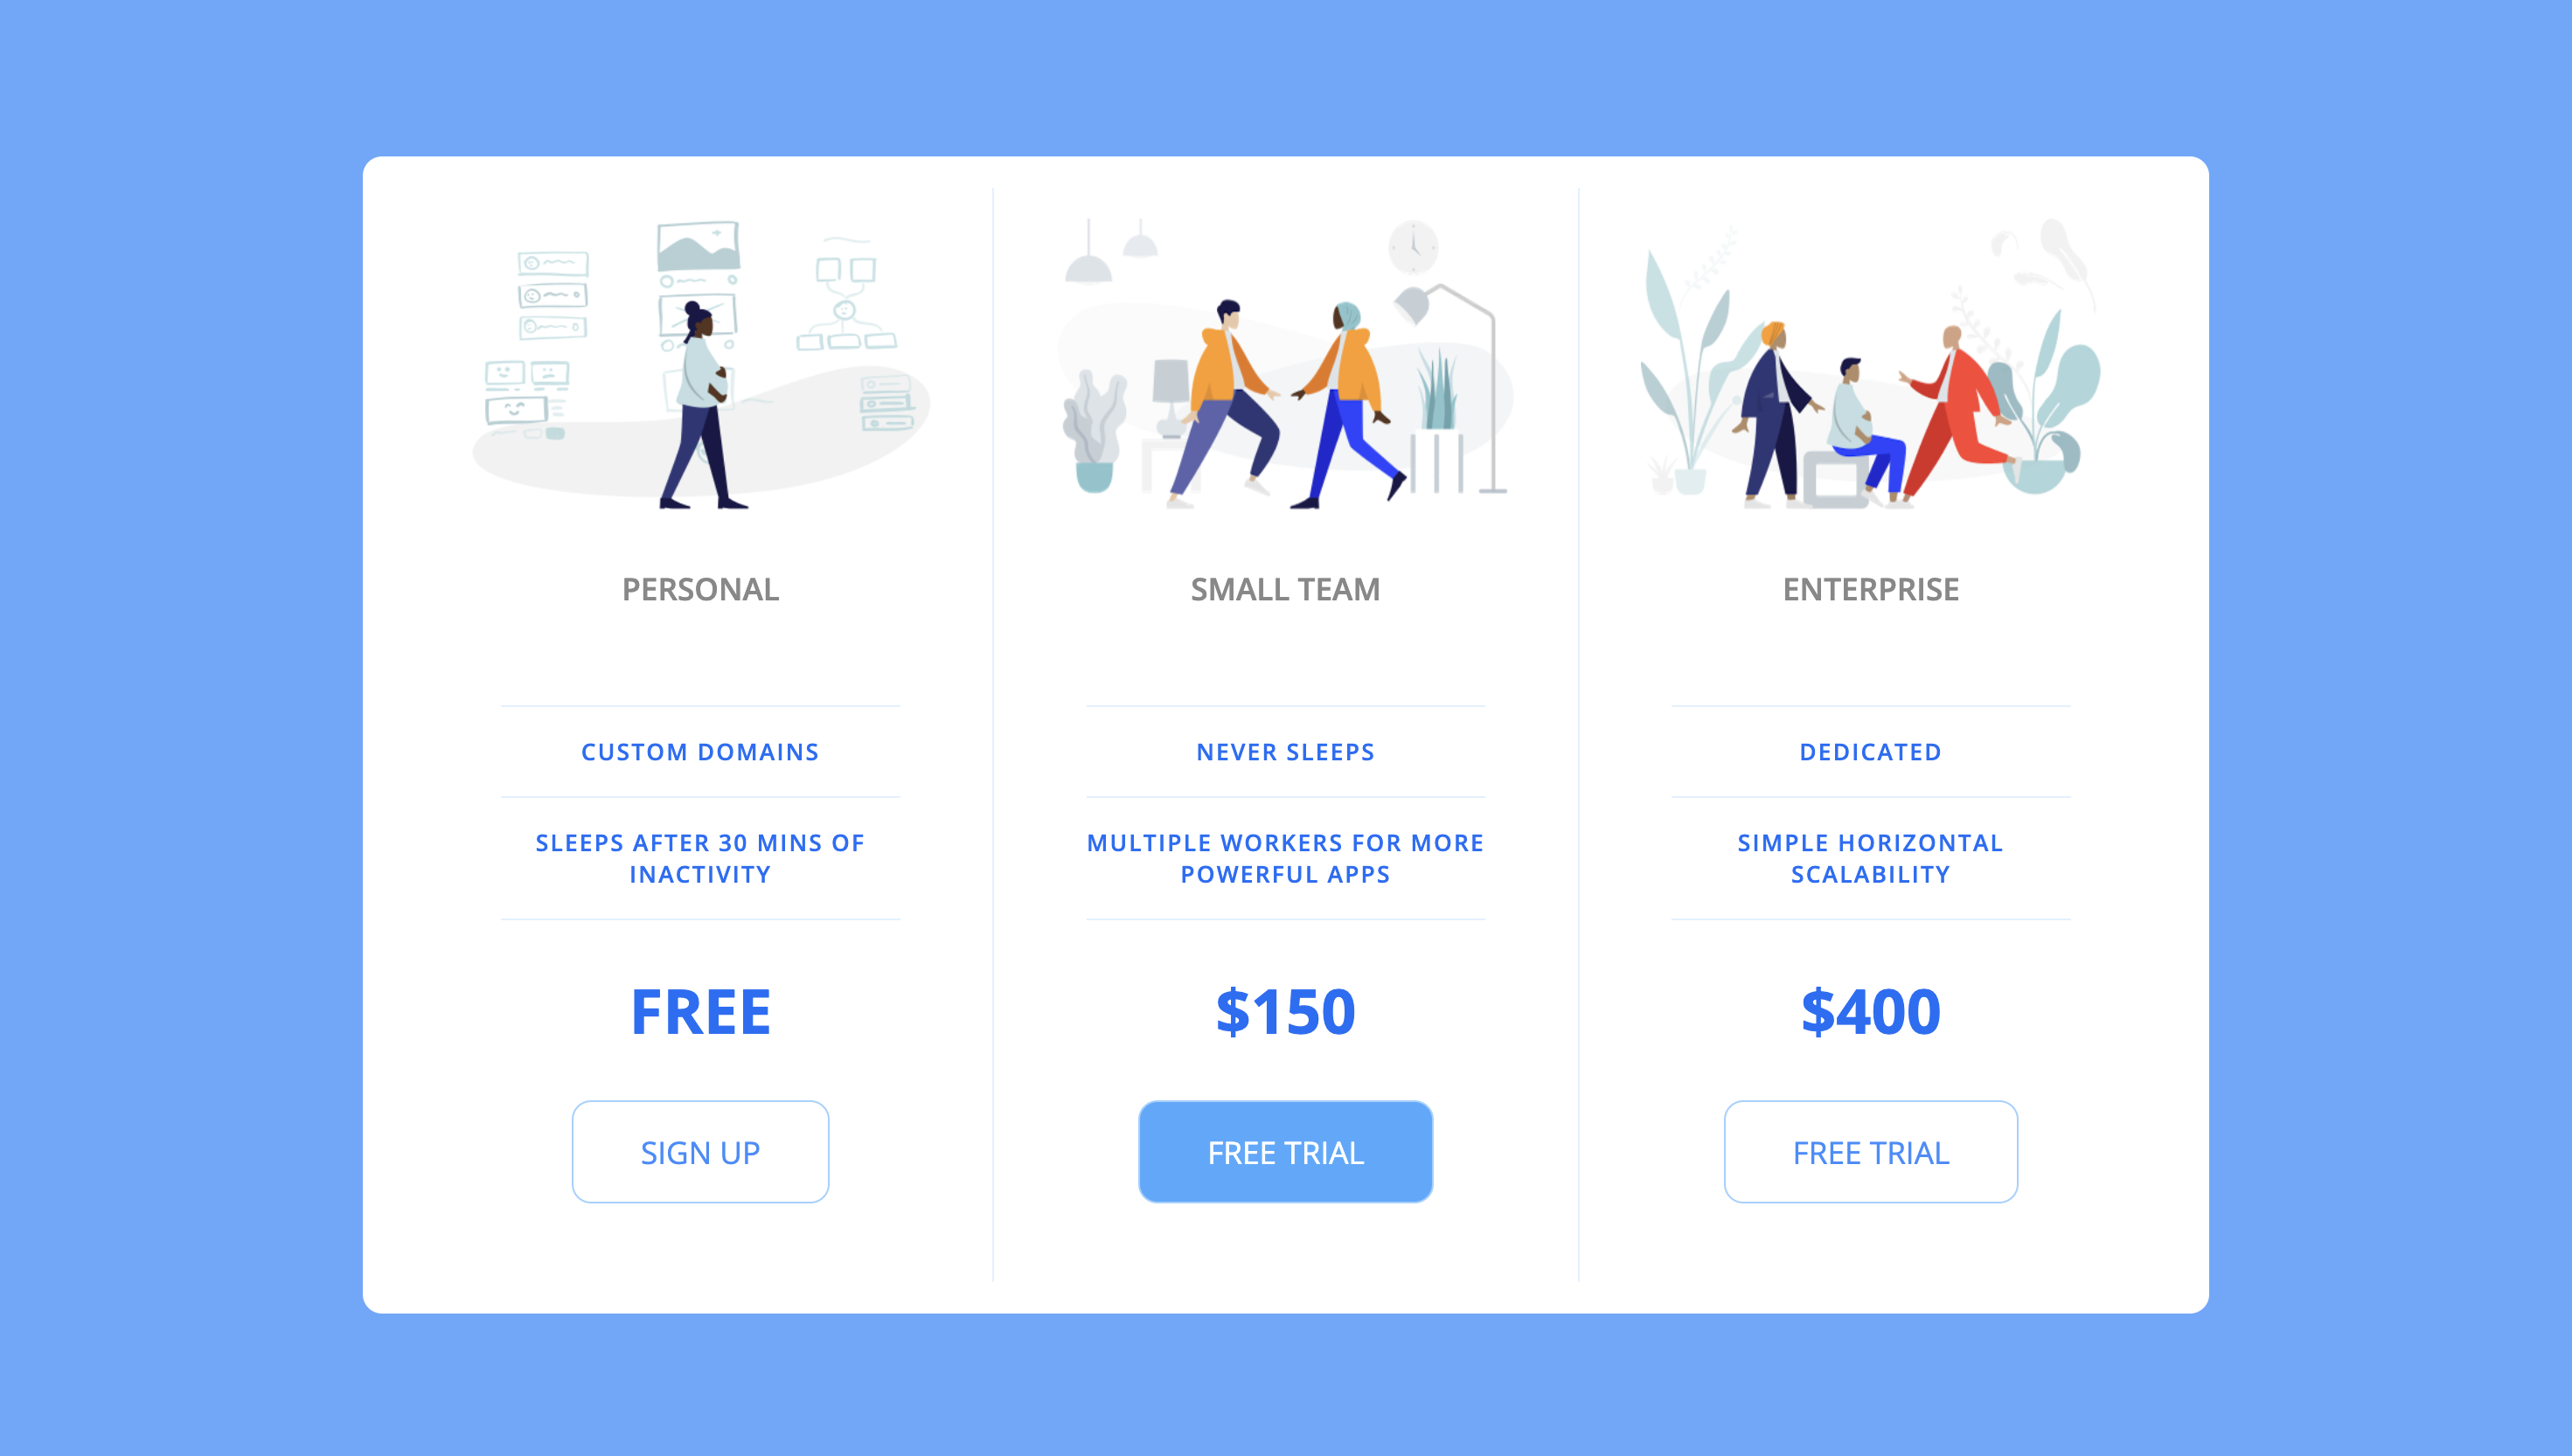 PERSONAL
CUSTOM DOMAINS
SLEEPS AFTER 30 MINS OF
INACTIVITY
FREE
SIGN UP
SMALL TEAM
NEVER SLEEPS
MULTIPLE WORKERS FOR MORE
POWERFUL APPS
$150
FREE TRIAL
ENTERPRISE
DEDICATED
SIMPLE HORIZONTAL
SCALABILITY
$400
FREE TRIAL